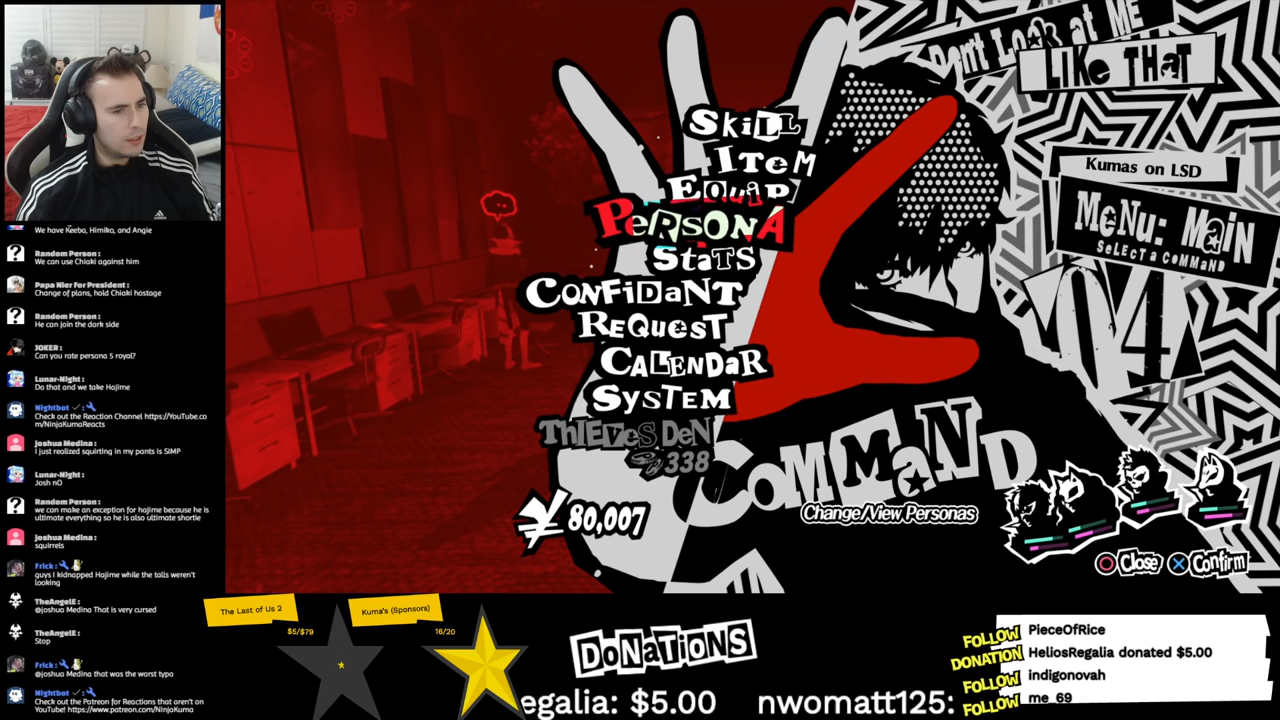 We have Keebo, Himiko, and Angie
Random Person :
We can use Chiaki against him
Papa Nier For President :
Change of plans, hold Chiaki hostage
Random Person :
He can join the dark side
JOKER :
Can you rate persona 5 royal?
Lunar-Night :
Do that and we take Hajime
Nightbot
Check out the Reaction Channel https://YouTube.co
m/NinjaKumaReacts
Joshua Medina :
I just realized squirting in my pants is SIMP
Lunar-Night :
Josh nO
Random Person :
we can make an exception for hajime because he is
ultimate everything so he is also ultimate shortie
Joshua Medina :
squirrels
Frick :
guys I kidnapped Hajime while the talls weren't
looking
TheAngelE :
@joshua Medina That is very cursed
TheAngelE :
Stop
Frick :
@joshua Medina that was the worst typo
Nightbot
Check out the Patreon for Reactions that aren't on
YouTube! https://www.patreon.com/NinjaKuma
Skill
Item
Equip
Persona
Stats
Confidant
Request
Calendar
System
Thieves Den
338
¥ 80,007
Command
Change/View Personas
Don't Look at Me
Like That
Kumas on LSD
Menu: Main
Select a Command
04
Close
Confirm
The Last of Us 2
$5/$79
Kuma's (Sponsors)
16/20
Donations
egalia: $5.00 nwomatt125:
FOLLOW PieceOfRice
DONATION HeliosRegalia donated $5.00
FOLLOW indigonovah
FOLLOW me 69